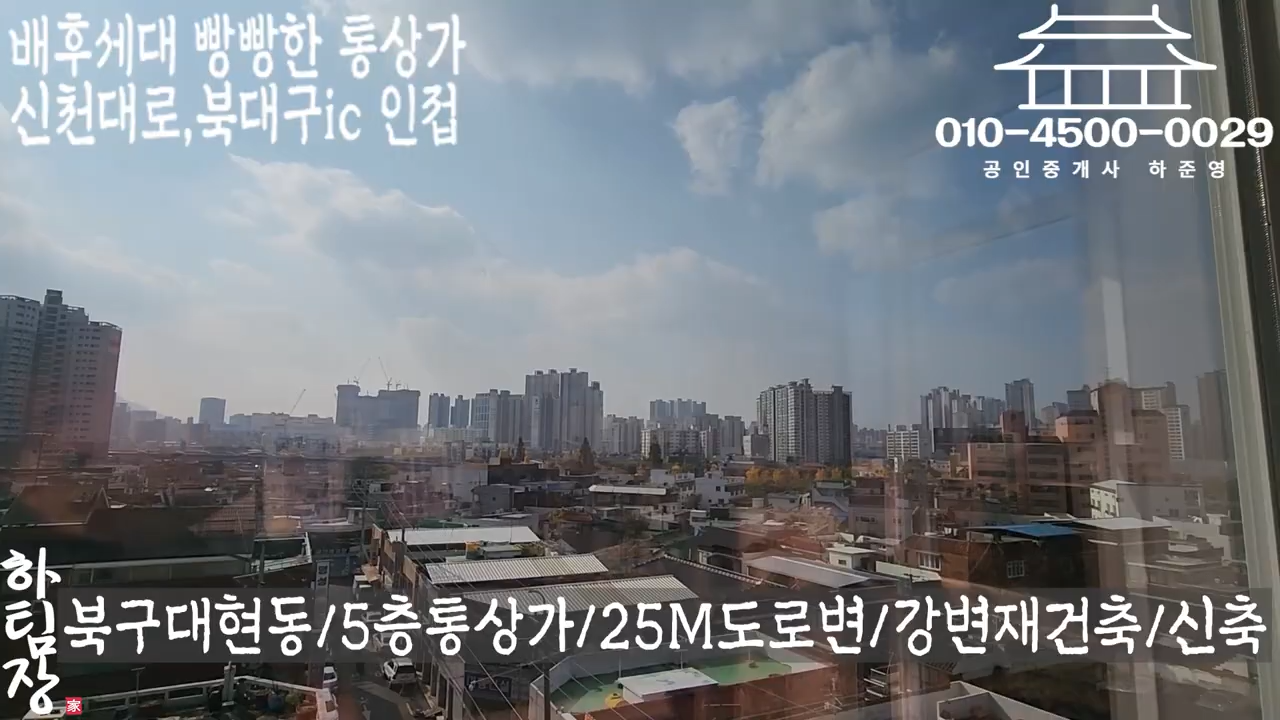 배후세대 빵빵한 통상가
신천대로,북대구ic 인접
010-4500-0029
공인중개사 하준영
하팀장
家
북구대현동/5층통상가/25M도로변/강변재건축/신축